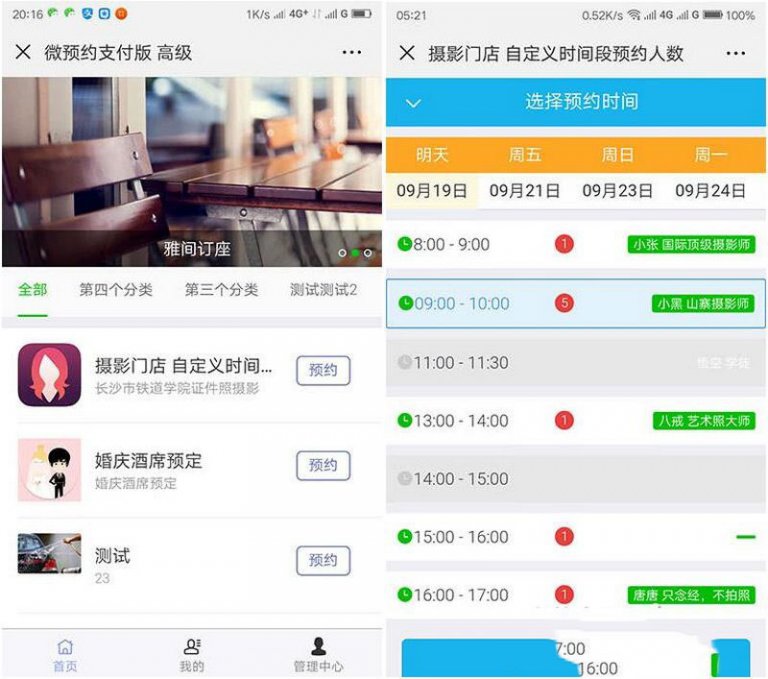 20:16
1K/s 4G+ G
微预约支付版 高级
雅间订座
全部 第四个分类 第三个分类 测试测试2
摄影门店 自定义时间...
预约
长沙市铁道学院证件照摄影
婚庆酒席预定
预约
婚庆酒席预定
测试
预约
23
首页 我的 管理中心
05:21
0.52K/s 4G G 100%
摄影门店 自定义时间段预约人数
选择预约时间
明天 周五 周日 周一
09月19日 09月21日 09月23日 09月24日
8:00 - 9:00 1 小张 国际顶级摄影师
09:00 - 10:00 5 小黑 山寨摄影师
11:00 - 11:30 悟空 学徒
13:00 - 14:00 1 八戒 艺术照大师
14:00 - 15:00
15:00 - 16:00 1
16:00 - 17:00 1 唐唐 只念经，不拍照
7:00
16:00